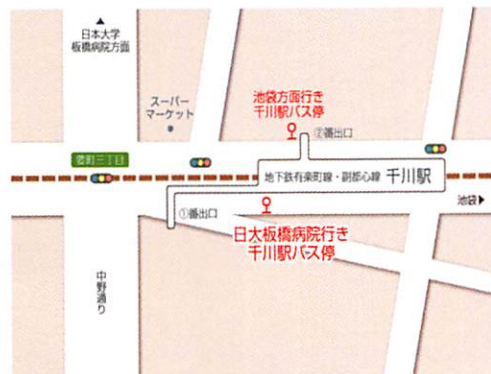 ▲
日本大学
板橋病院方面
スーパー
マーケット
池袋方面行き
千川駅バス停
②番出口
要町三丁目
地下鉄有楽町線・副都心線 千川駅
池袋▶
①番出口
日大板橋病院行き
千川駅バス停
中野通り